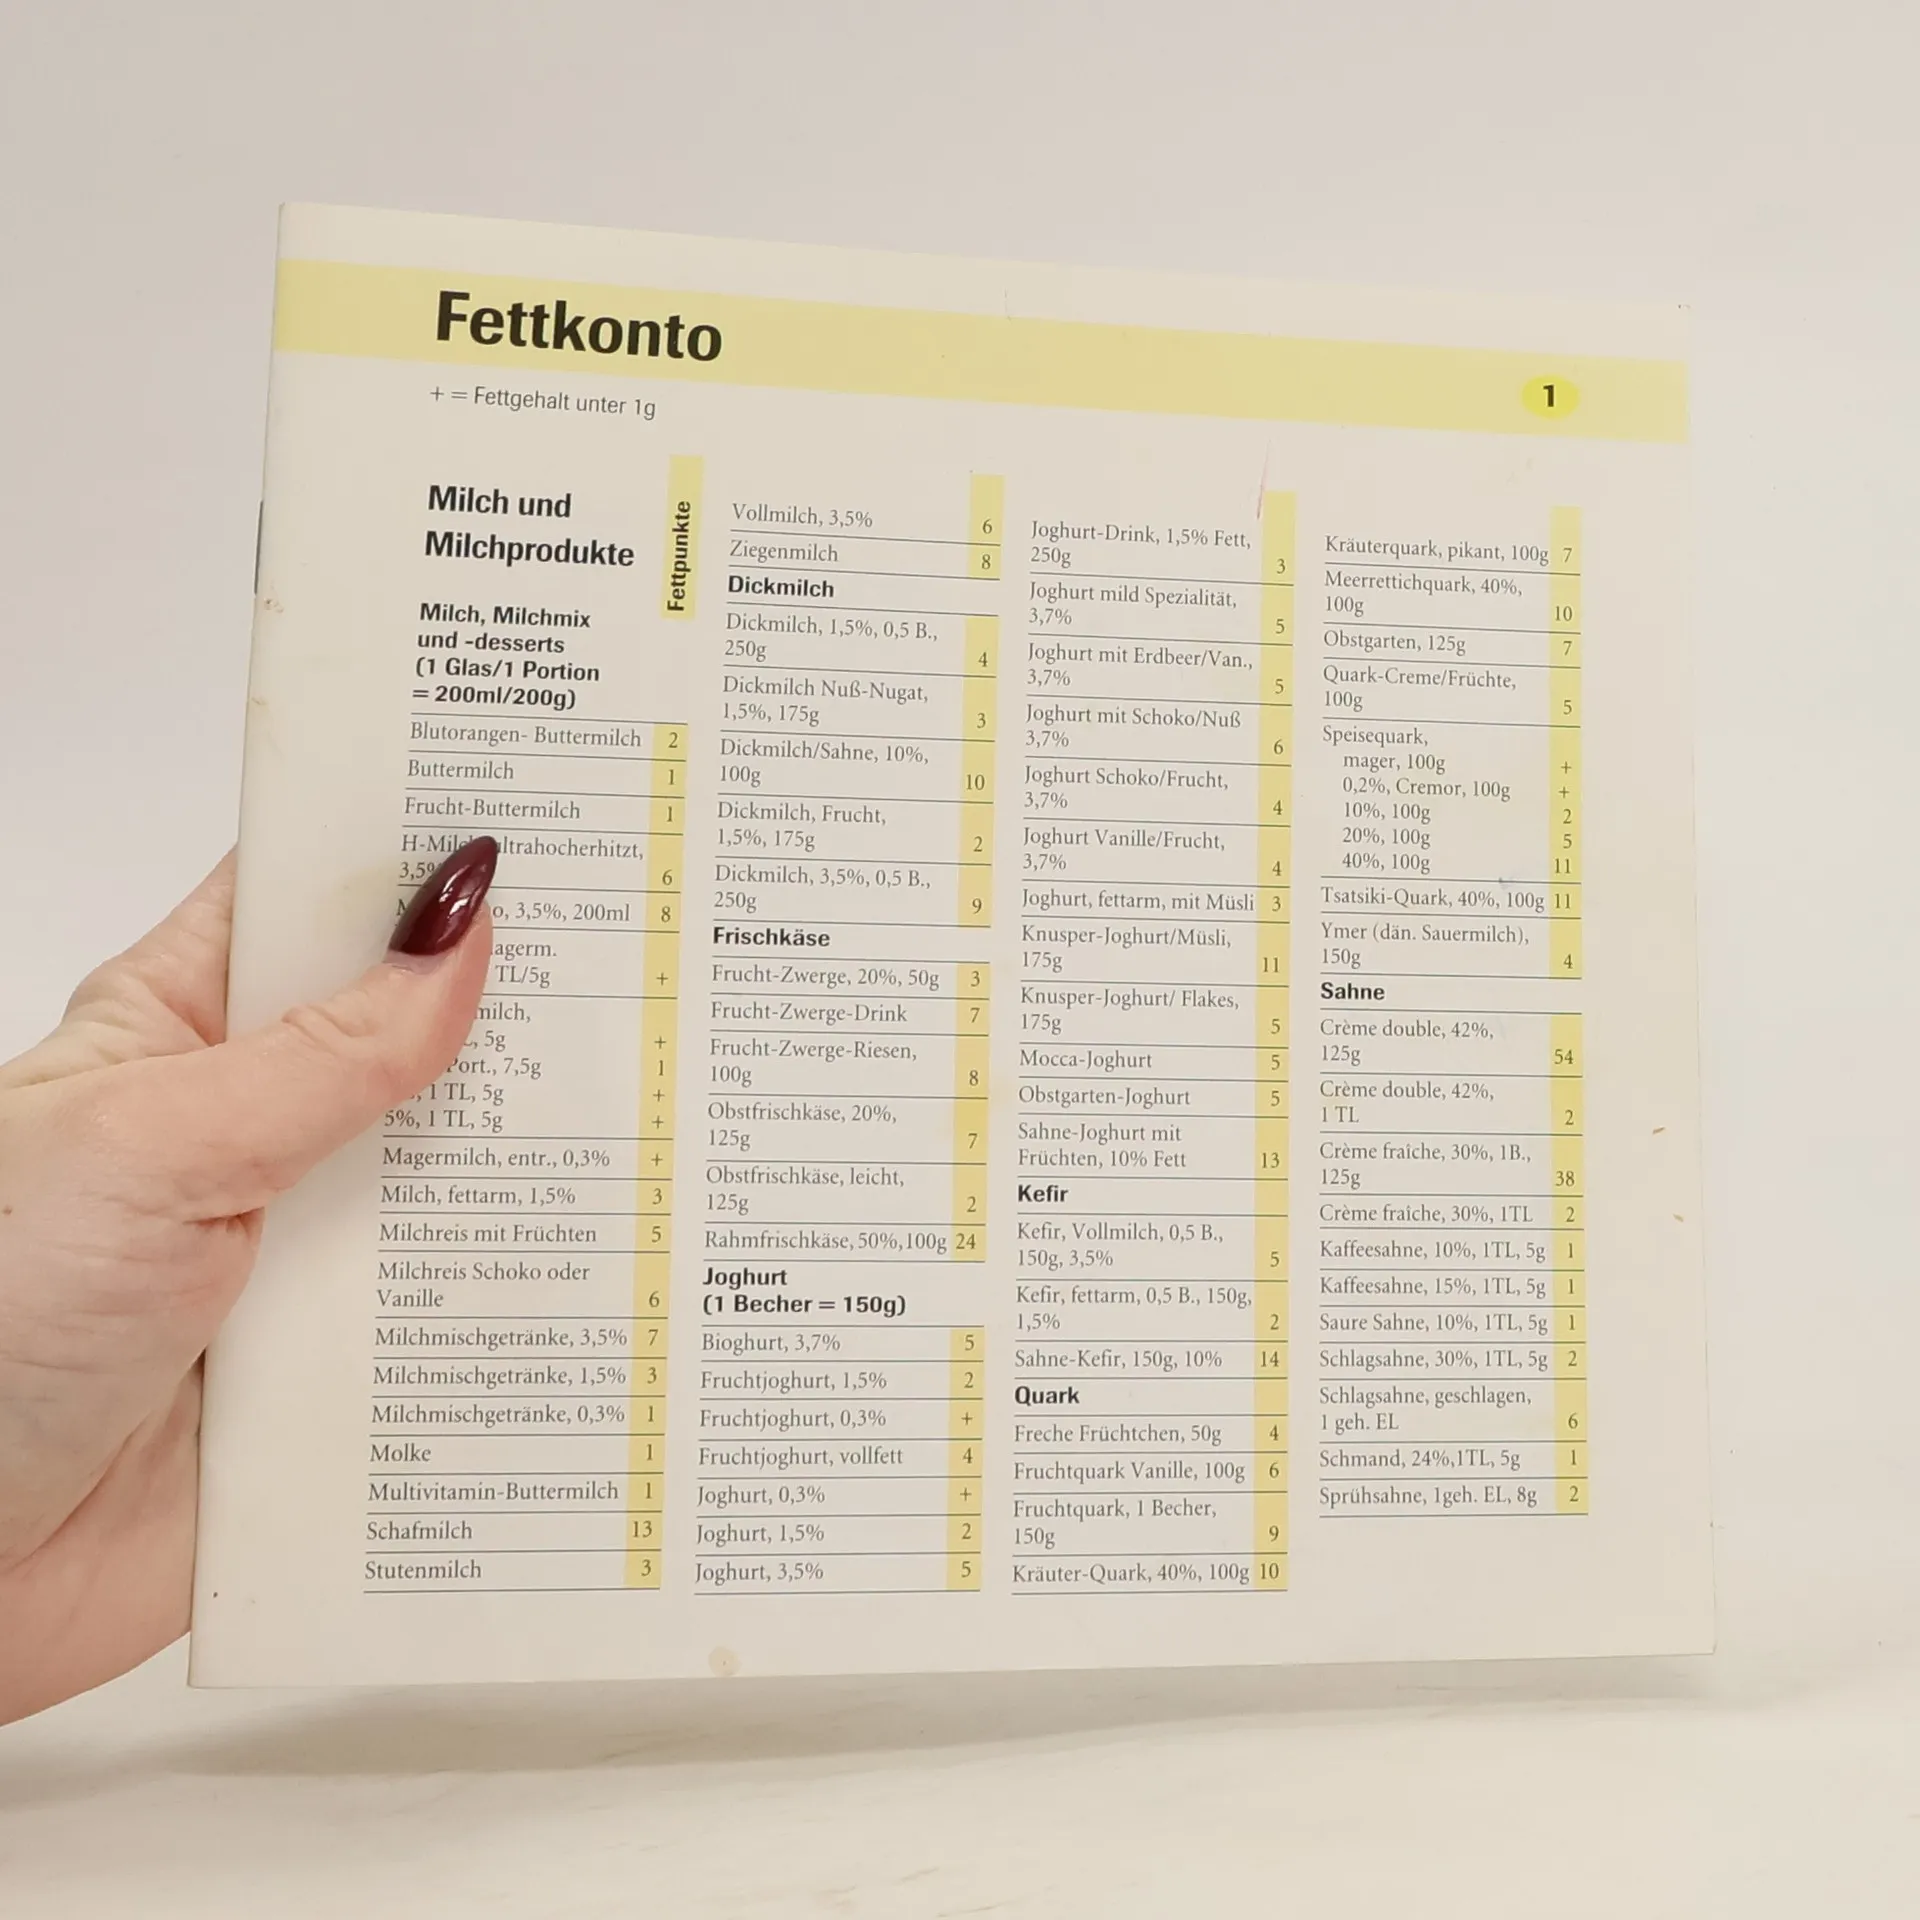 Fettkonto
1
+ = Fettgehalt unter 1g
Milch und
Milchprodukte
Fettpunkte
Milch, Milchmix
und -desserts
(1 Glas/1 Portion
= 200ml/200g)
Blutorangen- Buttermilch 2
Buttermilch 1
Frucht-Buttermilch 1
ultrahocherhitzt,
6
3,5%, 200ml 8
TL/5g +
5g +
7,5g 1
1 TL, 5g +
5%, 1 TL, 5g +
Magermilch, entr., 0,3% +
Milch, fettarm, 1,5% 3
Milchreis mit Früchten 5
Milchreis Schoko oder
Vanille 6
Milchmischgetränke, 3,5% 7
Milchmischgetränke, 1,5% 3
Milchmischgetränke, 0,3% 1
Molke 1
Multivitamin-Buttermilch 1
Schafmilch 13
Stutenmilch 3
Vollmilch, 3,5% 6
Ziegenmilch 8
Dickmilch
Dickmilch, 1,5%, 0,5 B.,
250g 4
Dickmilch Nuß-Nugat,
1,5%, 175g 3
Dickmilch/Sahne, 10%,
100g 10
Dickmilch, Frucht,
1,5%, 175g 2
Dickmilch, 3,5%, 0,5 B.,
250g 9
Frischkäse
Frucht-Zwerge, 20%, 50g 3
Frucht-Zwerge-Drink 7
Frucht-Zwerge-Riesen,
100g 8
Obstfrischkäse, 20%,
125g 7
Obstfrischkäse, leicht,
125g 2
Rahmfrischkäse, 50%,100g 24
Joghurt
(1 Becher = 150g)
Bioghurt, 3,7% 5
Fruchtjoghurt, 1,5% 2
Fruchtjoghurt, 0,3% +
Fruchtjoghurt, vollfett 4
Joghurt, 0,3% +
Joghurt, 1,5% 2
Joghurt, 3,5% 5
Joghurt-Drink, 1,5% Fett,
250g 3
Joghurt mild Spezialität,
3,7% 5
Joghurt mit Erdbeer/Van.,
3,7% 5
Joghurt mit Schoko/Nuß
3,7% 6
Joghurt Schoko/Frucht,
3,7% 4
Joghurt Vanille/Frucht,
3,7% 4
Joghurt, fettarm, mit Müsli 3
Knusper-Joghurt/Müsli,
175g 11
Knusper-Joghurt/ Flakes,
175g 5
Mocca-Joghurt 5
Obstgarten-Joghurt 5
Sahne-Joghurt mit
Früchten, 10% Fett 13
Kefir
Kefir, Vollmilch, 0,5 B.,
150g, 3,5% 5
Kefir, fettarm, 0,5 B., 150g,
1,5% 2
Sahne-Kefir, 150g, 10% 14
Quark
Freche Früchtchen, 50g 4
Fruchtquark Vanille, 100g 6
Fruchtquark, 1 Becher,
150g 9
Kräuter-Quark, 40%, 100g 10
Kräuterquark, pikant, 100g 7
Meerrettichquark, 40%,
100g 10
Obstgarten, 125g 7
Quark-Creme/Früchte,
100g 5
Speisequark,
mager, 100g +
0,2%, Cremor, 100g +
10%, 100g 2
20%, 100g 5
40%, 100g 11
Tsatsiki-Quark, 40%, 100g 11
Ymer (dän. Sauermilch),
150g 4
Sahne
Crème double, 42%,
125g 54
Crème double, 42%,
1 TL 2
Crème fraîche, 30%, 1B.,
125g 38
Crème fraîche, 30%, 1TL 2
Kaffeesahne, 10%, 1TL, 5g 1
Kaffeesahne, 15%, 1TL, 5g 1
Saure Sahne, 10%, 1TL, 5g 1
Schlagsahne, 30%, 1TL, 5g 2
Schlagsahne, geschlagen,
1 geh. EL 6
Schmand, 24%,1TL, 5g 1
Sprühsahne, 1geh. EL, 8g 2